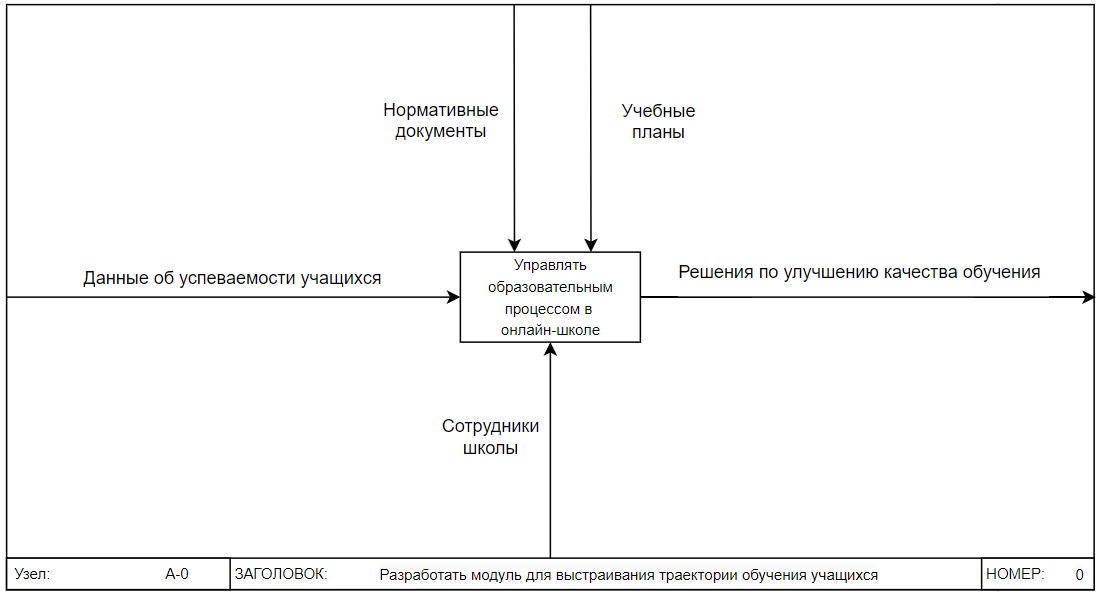 Нормативные
документы
Учебные
планы
Данные об успеваемости учащихся
Управлять
образовательным
процессом в
онлайн-школе
Решения по улучшению качества обучения
Сотрудники
школы
Узел: A-0 ЗАГОЛОВОК: Разработать модуль для выстраивания траектории обучения учащихся НОМЕР: 0